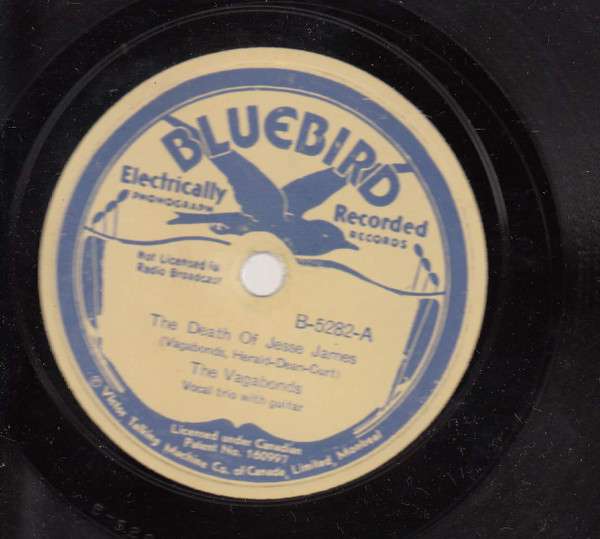 BLUEBIRD
Electrically
PHONOGRAPH
Recorded
RECORDS
Not Licensed for
Radio Broadcast
B-5282-A
The Death Of Jesse James
(Vagabonds, Herald-Dean-Curt)
The Vagabonds
Vocal trio with guitar
Licensed under Canadian
Patent No. 160997
© Victor Talking Machine Co. of Canada, Limited, Montreal